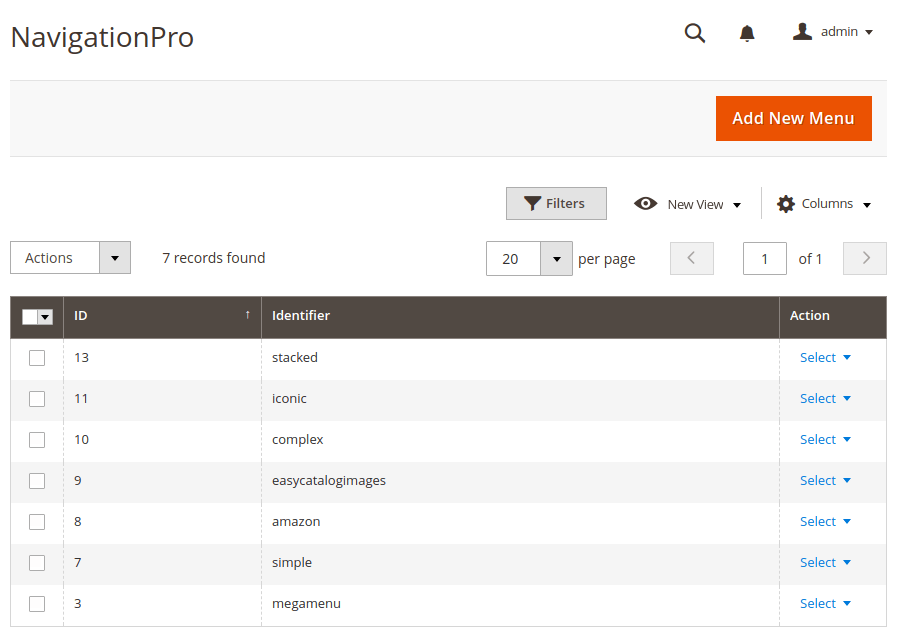 NavigationPro
admin
Add New Menu
Filters
New View
Columns
Actions
7 records found
20
per page
1
of 1
ID ↑ Identifier Action
13 stacked Select
11 iconic Select
10 complex Select
9 easycatalogimages Select
8 amazon Select
7 simple Select
3 megamenu Select